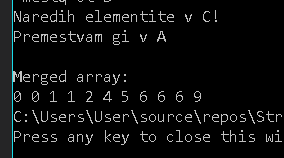 Naredih elementite v C!
Premestvam gi v A
Merged array:
0 0 1 1 2 4 5 6 6 6 9
C:\Users\User\source\repos\Str
Press any key to close this wi